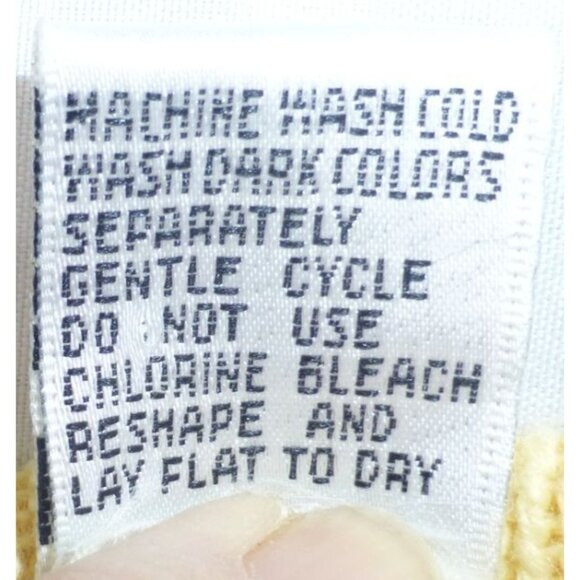 MACHINE WASH COLD
WASH DARK COLORS
SEPARATELY
GENTLE CYCLE
DO NOT USE
CHLORINE BLEACH
RESHAPE AND
LAY FLAT TO DRY